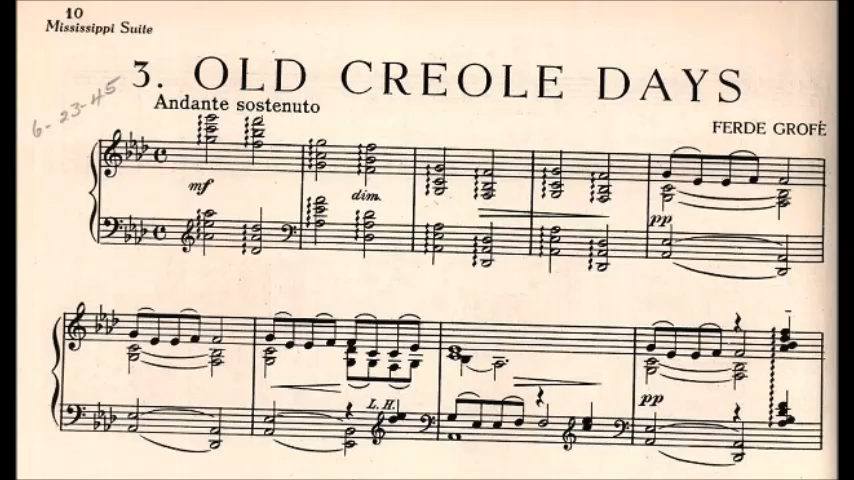 10
Mississippi Suite
3. OLD CREOLE DAYS
6-23-45
Andante sostenuto
FERDE GROFÉ
mf
dim.
pp
L.H.
pp